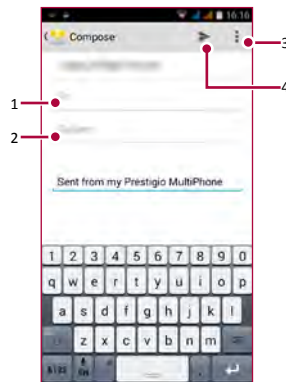 16:16
Compose
3
4
1
2
Sent from my Prestigio MultiPhone
1 2 3 4 5 6 7 8 9 0
q w e r t y u i o p
a s d f g h j k l
z x c v b n m